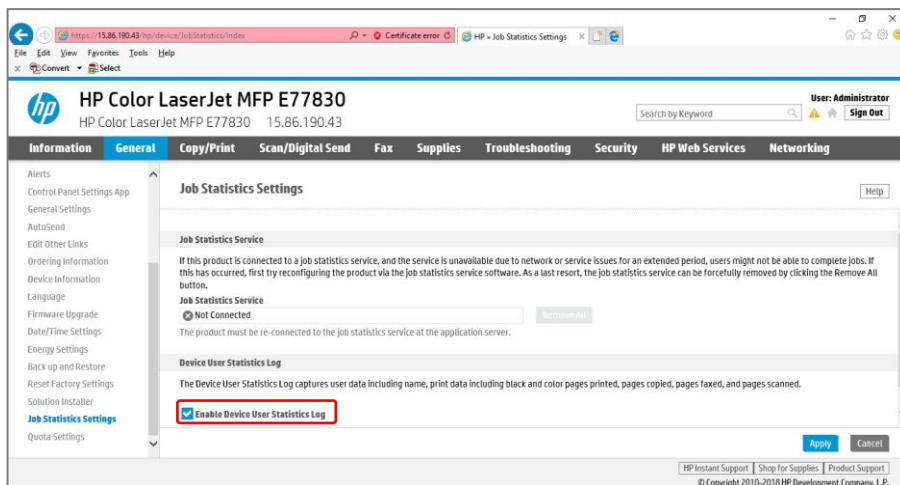 https://15.86.190.43/hp/device/JobStatistics/Index
Certificate error
HP - Job Statistics Settings
File Edit View Favorites Tools Help
x Convert Select
hp
HP Color LaserJet MFP E77830
HP Color LaserJet MFP E77830 15.86.190.43
User: Administrator
Search by Keyword
Sign Out
Information General Copy/Print Scan/Digital Send Fax Supplies Troubleshooting Security HP Web Services Networking
Alerts
Control Panel Settings App
General Settings
AutoSend
Edit Other Links
Ordering Information
Device Information
Language
Firmware Upgrade
Date/Time Settings
Energy Settings
Back up and Restore
Reset Factory Settings
Solution Installer
Job Statistics Settings
Quota Settings
Job Statistics Settings
Help
Job Statistics Service
If this product is connected to a job statistics service, and the service is unavailable due to network or service issues for an extended period, users might not be able to complete jobs. If
this has occurred, first try reconfiguring the product via the job statistics service software. As a last resort, the job statistics service can be forcefully removed by clicking the Remove All
button.
Job Statistics Service
Not Connected
Remove All
The product must be re-connected to the job statistics service at the application server.
Device User Statistics Log
The Device User Statistics Log captures user data including name, print data including black and color pages printed, pages copied, pages faxed, and pages scanned.
Enable Device User Statistics Log
Apply Cancel
HP Instant Support Shop for Supplies Product Support
© Copyright 2010-2018 HP Development Company, L.P.